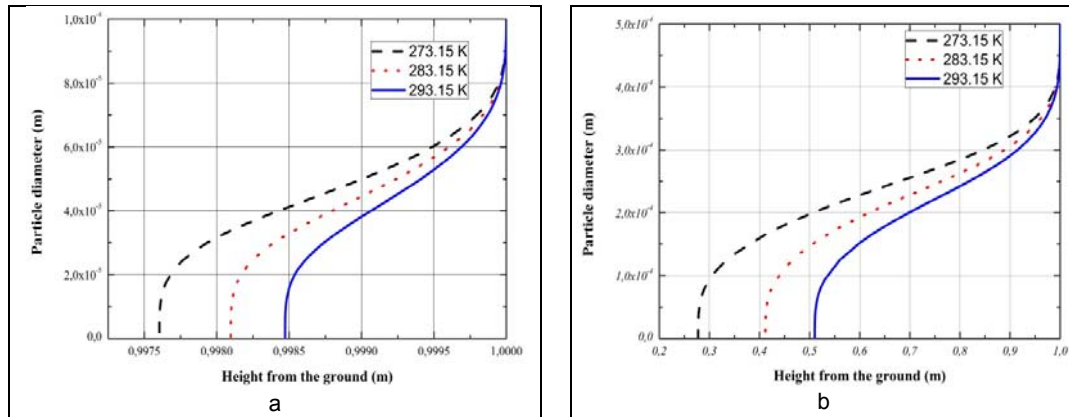 1,0x10⁻⁴
8,0x10⁻⁵
6,0x10⁻⁵
4,0x10⁻⁵
2,0x10⁻⁵
0,0
Particle diameter (m)
273.15 K
283.15 K
293.15 K
0,9975 0,9980 0,9985 0,9990 0,9995 1,0000
Height from the ground (m)
a
5,0x10⁻⁴
4,0x10⁻⁴
3,0x10⁻⁴
2,0x10⁻⁴
1,0x10⁻⁴
0,0
Particle diameter (m)
273.15 K
283.15 K
293.15 K
0,2 0,3 0,4 0,5 0,6 0,7 0,8 0,9 1,0
Height from the ground (m)
b